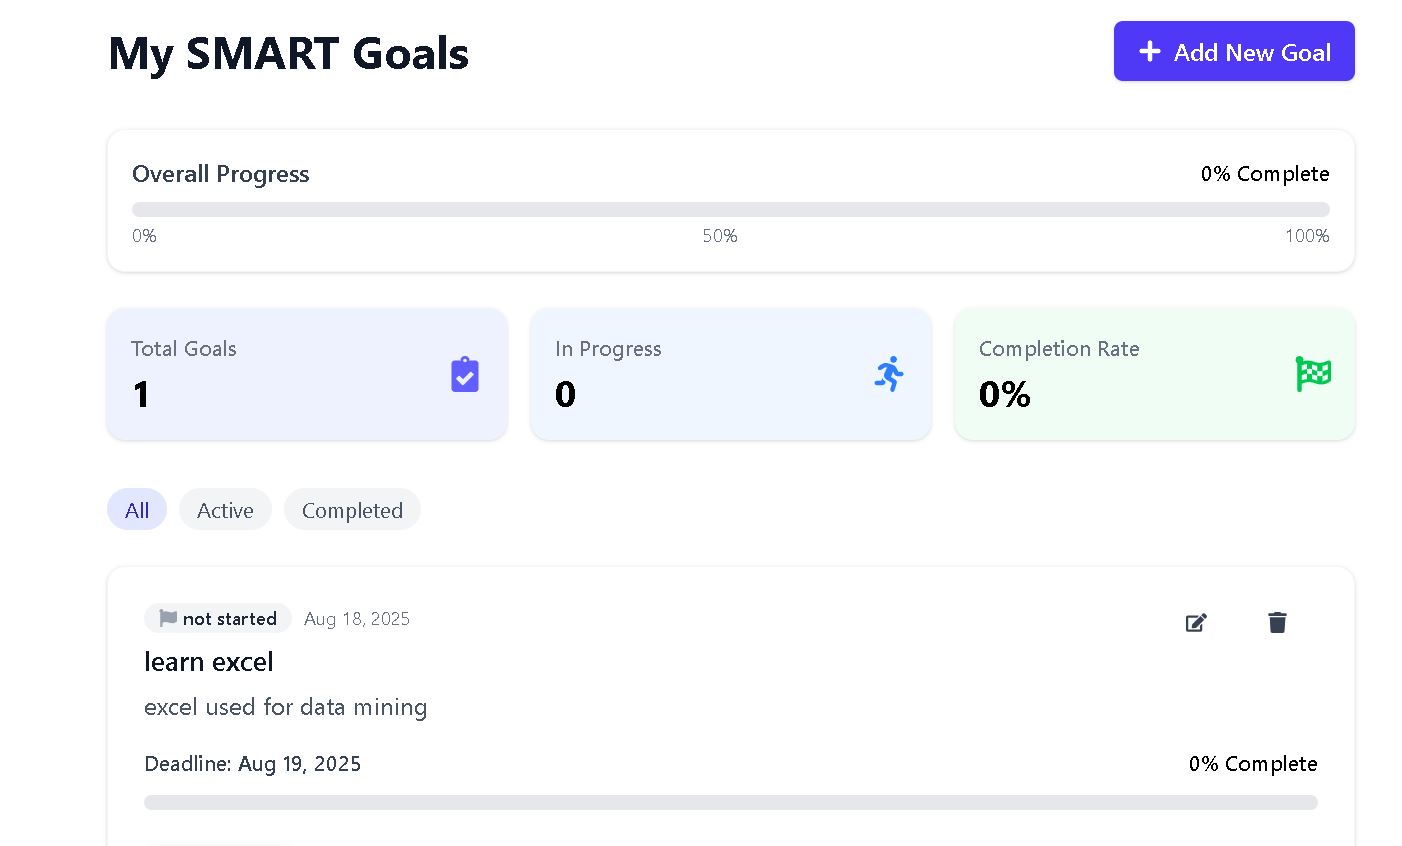 My SMART Goals
Add New Goal
Overall Progress
0% Complete
0%
50%
100%
Total Goals
1
In Progress
0
Completion Rate
0%
All
Active
Completed
not started
Aug 18, 2025
learn excel
excel used for data mining
Deadline: Aug 19, 2025
0% Complete